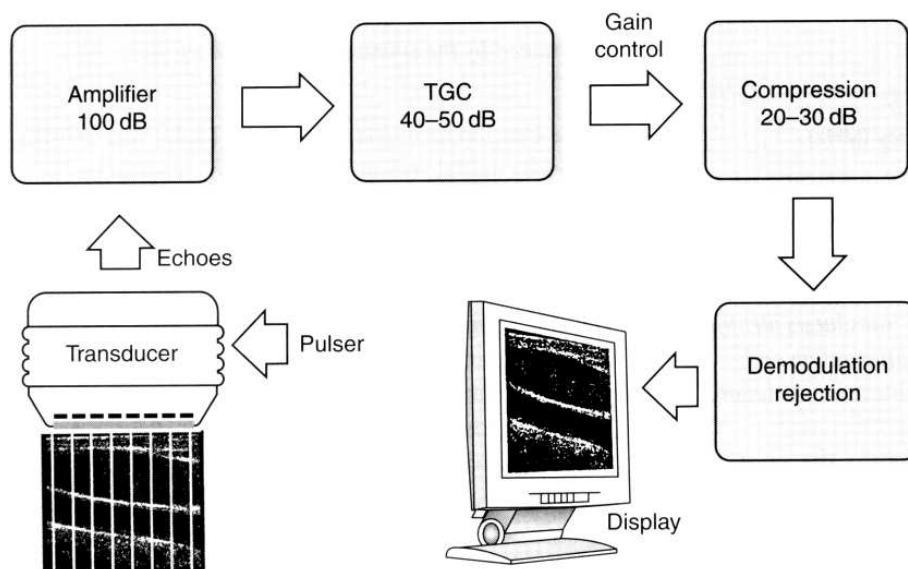 Amplifier
100 dB
TGC
40–50 dB
Gain
control
Compression
20–30 dB
Echoes
Transducer
Pulser
Demodulation
rejection
Display